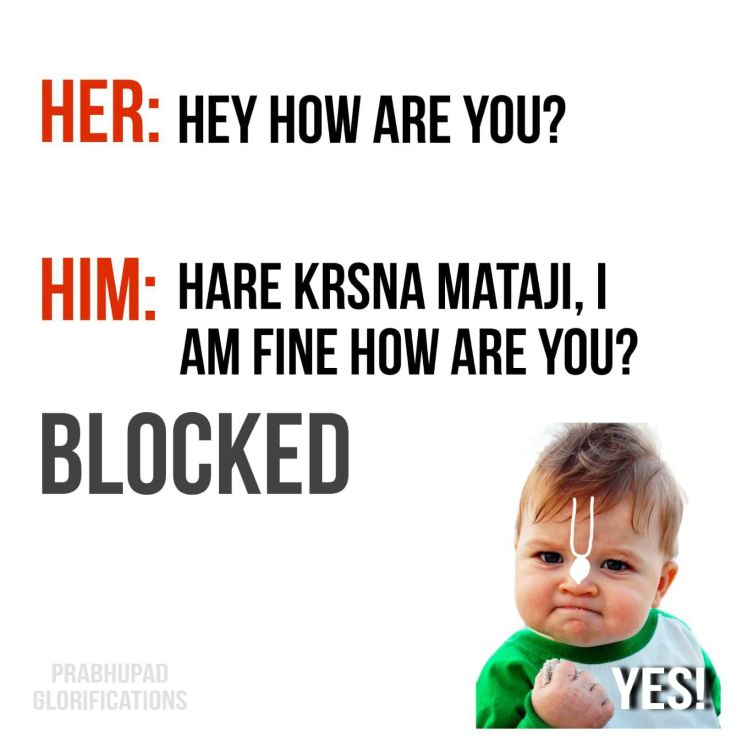 HER: HEY HOW ARE YOU?
HIM: HARE KRSNA MATAJI, I
AM FINE HOW ARE YOU?
BLOCKED
YES!
PRABHUPAD
GLORIFICATIONS